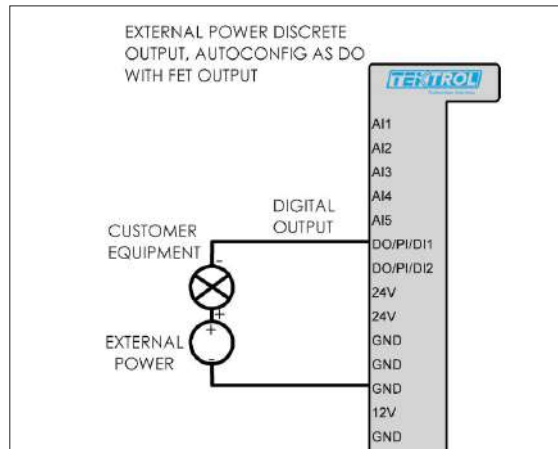 EXTERNAL POWER DISCRETE
OUTPUT, AUTOCONFIG AS DO
WITH FET OUTPUT
TEKTROL
AI1
AI2
AI3
AI4
AI5
DIGITAL
OUTPUT
DO/PI/DI1
CUSTOMER
EQUIPMENT
-
DO/PI/DI2
24V
+
24V
+
EXTERNAL
POWER
-
GND
GND
GND
12V
GND